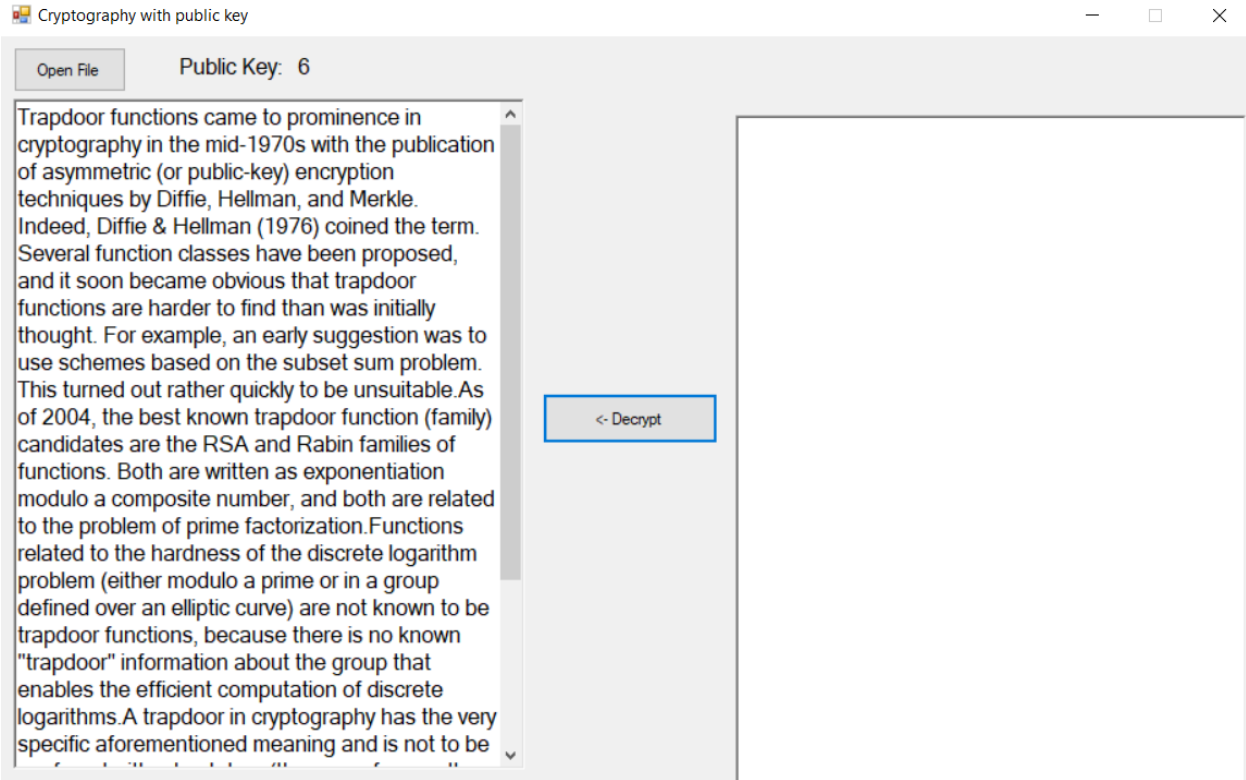 Cryptography with public key
Open File
Public Key: 6
Trapdoor functions came to prominence in
cryptography in the mid-1970s with the publication
of asymmetric (or public-key) encryption
techniques by Diffie, Hellman, and Merkle.
Indeed, Diffie & Hellman (1976) coined the term.
Several function classes have been proposed,
and it soon became obvious that trapdoor
functions are harder to find than was initially
thought. For example, an early suggestion was to
use schemes based on the subset sum problem.
This turned out rather quickly to be unsuitable.As
of 2004, the best known trapdoor function (family)
candidates are the RSA and Rabin families of
functions. Both are written as exponentiation
modulo a composite number, and both are related
to the problem of prime factorization.Functions
related to the hardness of the discrete logarithm
problem (either modulo a prime or in a group
defined over an elliptic curve) are not known to be
trapdoor functions, because there is no known
"trapdoor" information about the group that
enables the efficient computation of discrete
logarithms.A trapdoor in cryptography has the very
specific aforementioned meaning and is not to be
<- Decrypt